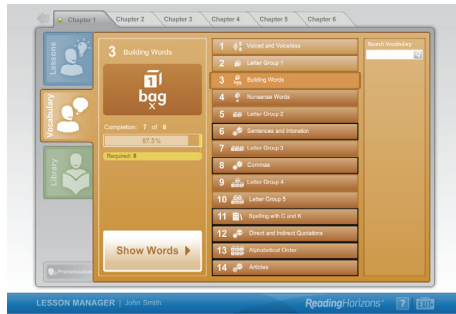 Chapter 1
Chapter 2
Chapter 3
Chapter 4
Chapter 5
Chapter 6
Lessons
Vocabulary
Library
Pronunciation
3 Building Words
bag
x
Completion: 7 of 8
87.5%
Required: 8
Show Words
1 Voiced and Voiceless
2 Letter Group 1
3 Building Words
4 Nonsense Words
5 Letter Group 2
6 Sentences and Intonation
7 Letter Group 3
8 Commas
9 Letter Group 4
10 Letter Group 5
11 Spelling with C and K
12 Direct and Indirect Quotations
13 Alphabetical Order
14 Articles
Search Vocabulary:
LESSON MANAGER | John Smith
ReadingHorizons
?
EXIT